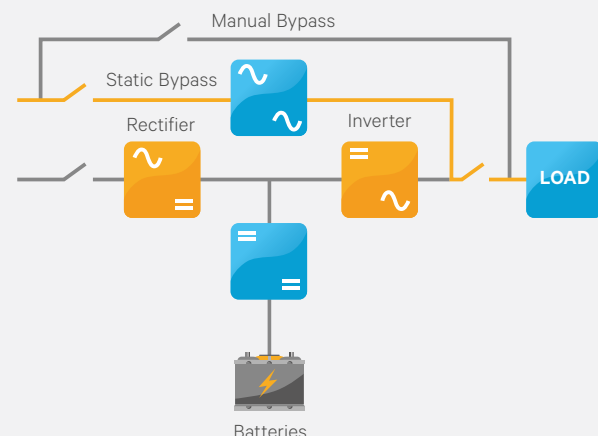 Manual Bypass
Static Bypass
Rectifier
Inverter
LOAD
Batteries